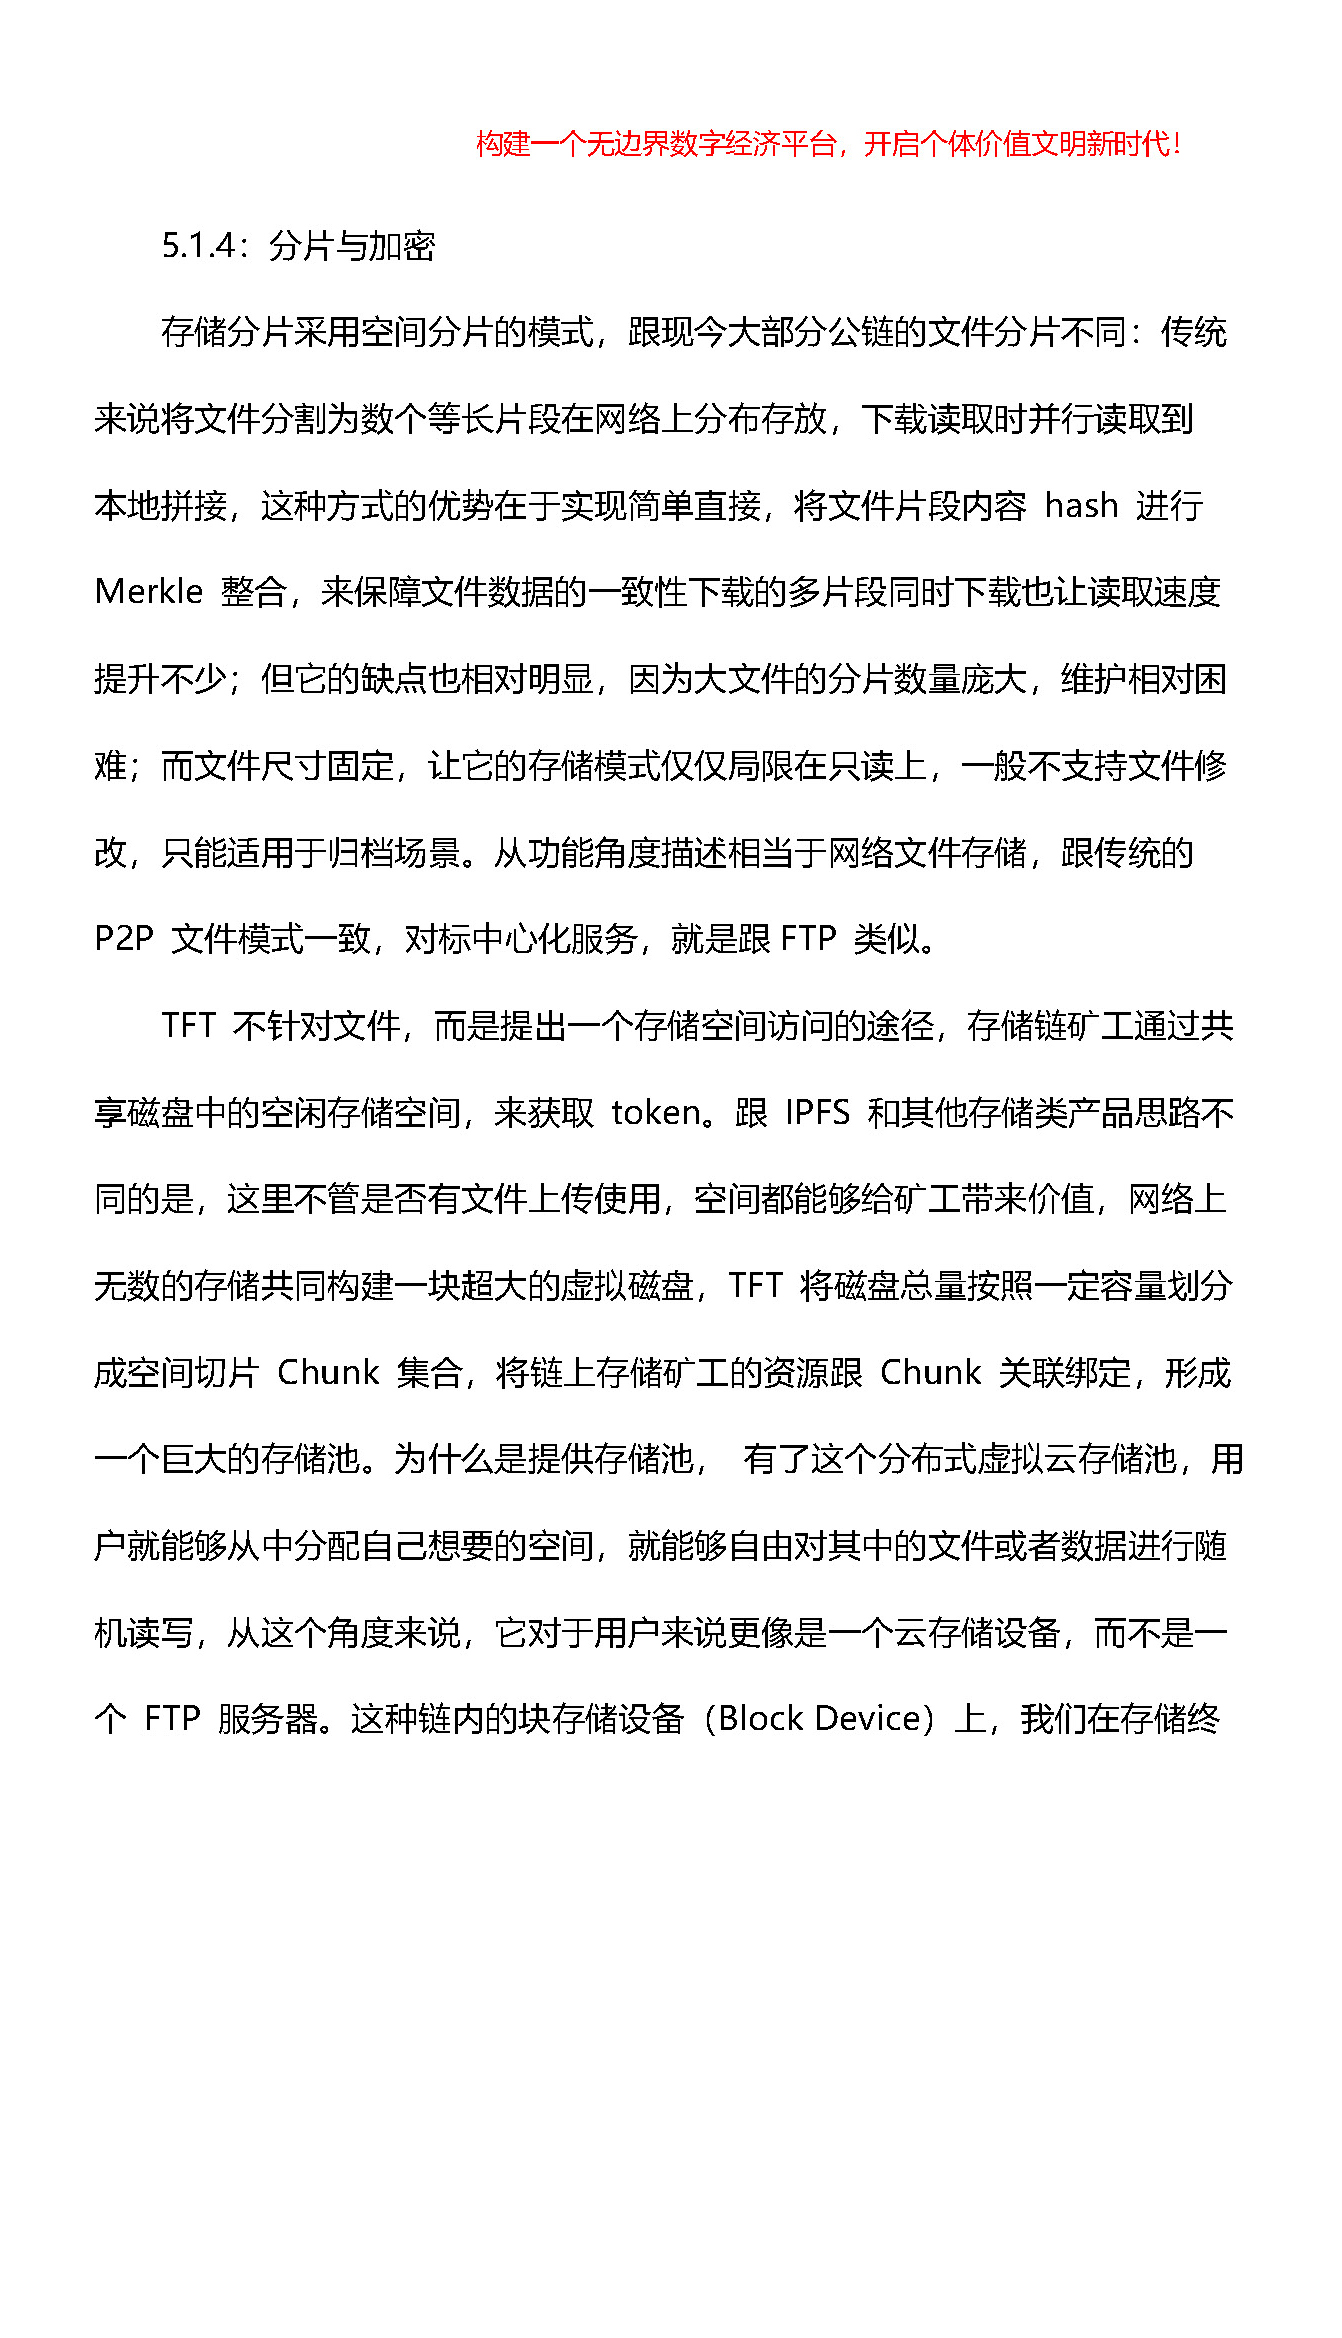 构建一个无边界数字经济平台，开启个体价值文明新时代！
5.1.4：分片与加密
存储分片采用空间分片的模式，跟现今大部分公链的文件分片不同：传统
来说将文件分割为数个等长片段在网络上分布存放，下载读取时并行读取到
本地拼接，这种方式的优势在于实现简单直接，将文件片段内容 hash 进行
Merkle 整合，来保障文件数据的一致性下载的多片段同时下载也让读取速度
提升不少；但它的缺点也相对明显，因为大文件的分片数量庞大，维护相对困
难；而文件尺寸固定，让它的存储模式仅仅局限在只读上，一般不支持文件修
改，只能适用于归档场景。从功能角度描述相当于网络文件存储，跟传统的
P2P 文件模式一致，对标中心化服务，就是跟 FTP 类似。
TFT 不针对文件，而是提出一个存储空间访问的途径，存储链矿工通过共
享磁盘中的空闲存储空间，来获取 token。跟 IPFS 和其他存储类产品思路不
同的是，这里不管是否有文件上传使用，空间都能够给矿工带来价值，网络上
无数的存储共同构建一块超大的虚拟磁盘，TFT 将磁盘总量按照一定容量划分
成空间切片 Chunk 集合，将链上存储矿工的资源跟 Chunk 关联绑定，形成
一个巨大的存储池。为什么是提供存储池， 有了这个分布式虚拟云存储池，用
户就能够从中分配自己想要的空间，就能够自由对其中的文件或者数据进行随
机读写，从这个角度来说，它对于用户来说更像是一个云存储设备，而不是一
个 FTP 服务器。这种链内的块存储设备（Block Device）上，我们在存储终